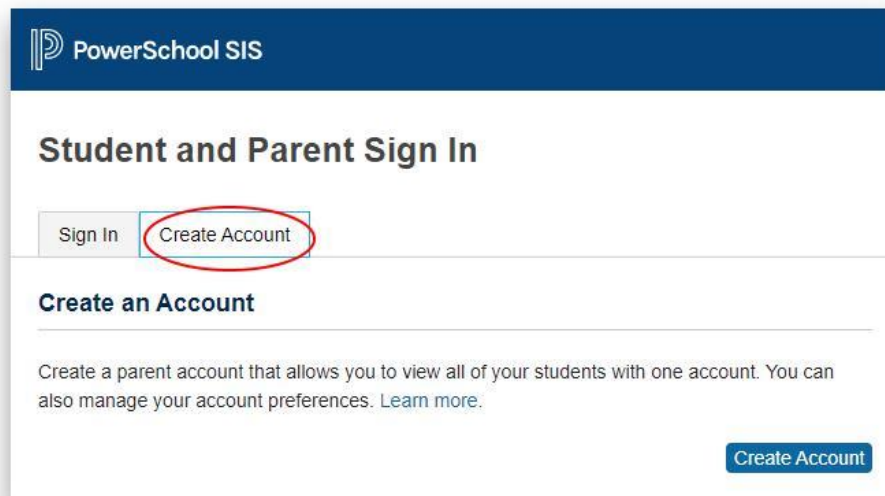 PowerSchool SIS
Student and Parent Sign In
Sign In
Create Account
Create an Account
Create a parent account that allows you to view all of your students with one account. You can
also manage your account preferences. Learn more.
Create Account